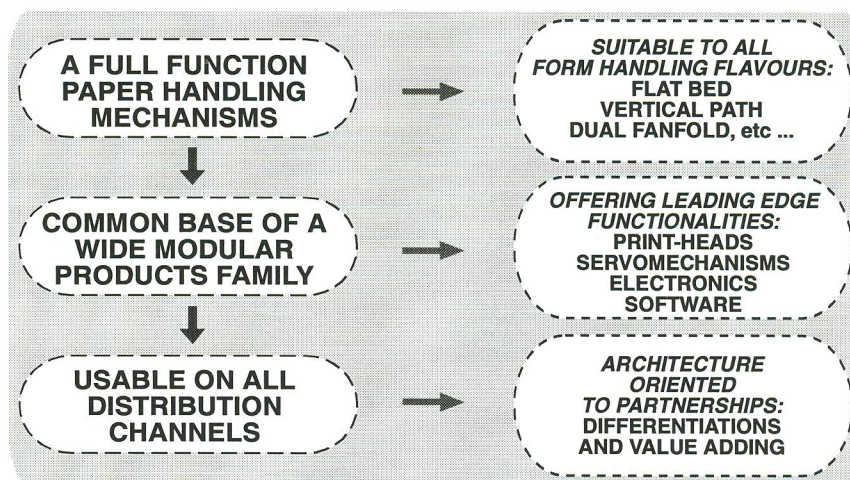 A FULL FUNCTION
PAPER HANDLING
MECHANISMS
SUITABLE TO ALL
FORM HANDLING FLAVOURS:
FLAT BED
VERTICAL PATH
DUAL FANFOLD, etc ...
COMMON BASE OF A
WIDE MODULAR
PRODUCTS FAMILY
OFFERING LEADING EDGE
FUNCTIONALITIES:
PRINT-HEADS
SERVOMECHANISMS
ELECTRONICS
SOFTWARE
USABLE ON ALL
DISTRIBUTION
CHANNELS
ARCHITECTURE
ORIENTED
TO PARTNERSHIPS:
DIFFERENTIATIONS
AND VALUE ADDING